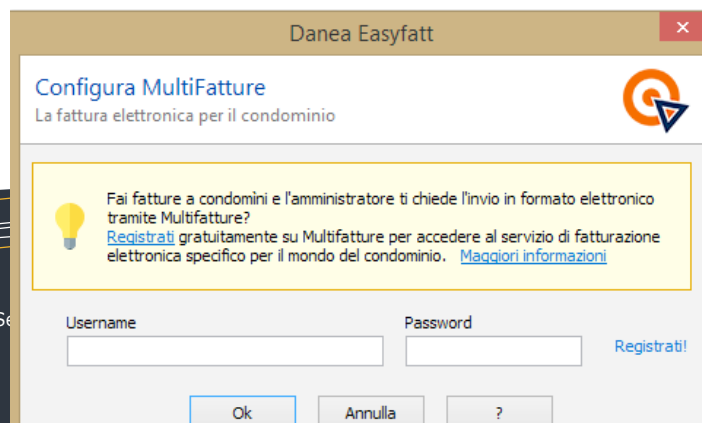 Danea Easyfatt
Configura MultiFatture
La fattura elettronica per il condominio
Fai fatture a condomìni e l'amministratore ti chiede l'invio in formato elettronico
tramite Multifatture?
Registrati gratuitamente su Multifatture per accedere al servizio di fatturazione
elettronica specifico per il mondo del condominio. Maggiori informazioni
Username Password
Registrati!
Ok Annulla ?